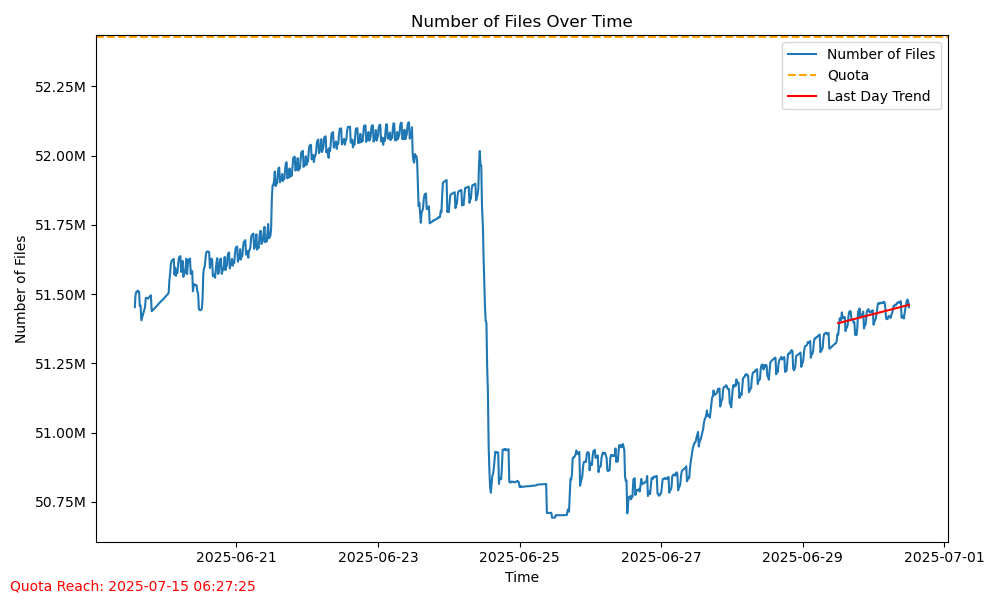 Number of Files Over Time
Number of Files
Quota
Last Day Trend
52.25M
52.00M
51.75M
51.50M
51.25M
51.00M
50.75M
Number of Files
2025-06-21
2025-06-23
2025-06-25
2025-06-27
2025-06-29
2025-07-01
Time
Quota Reach: 2025-07-15 06:27:25